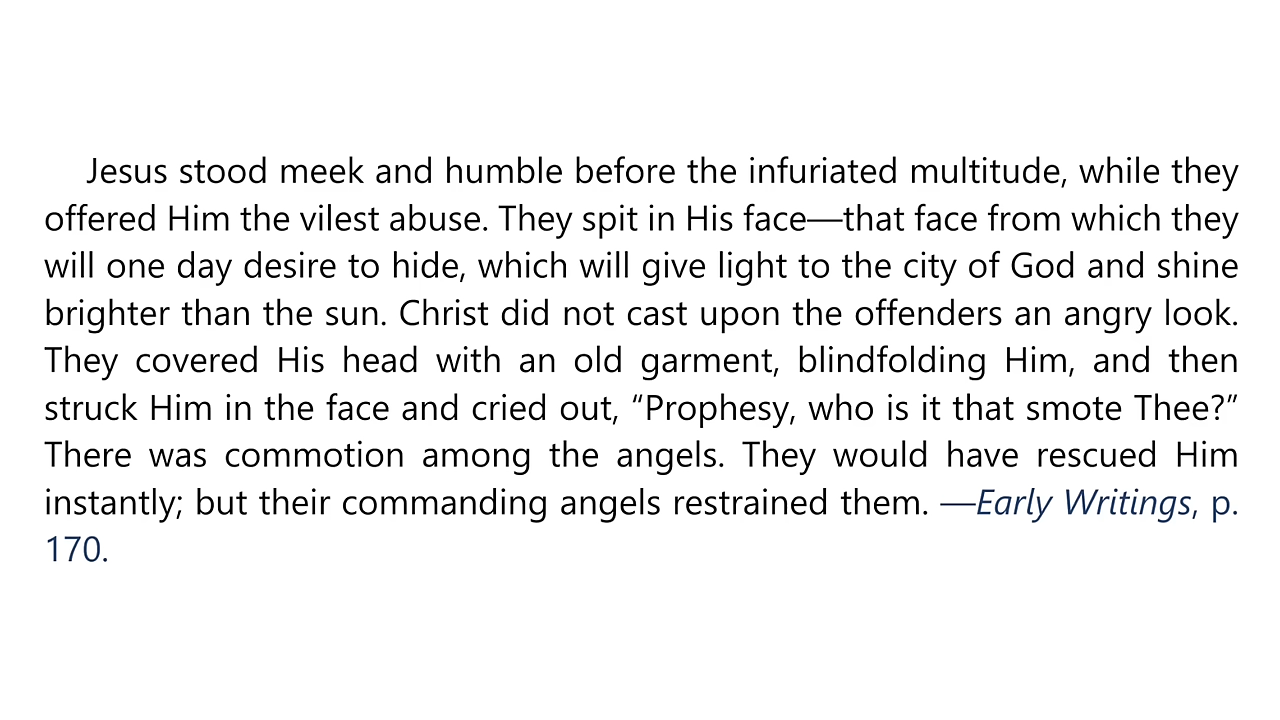 Jesus stood meek and humble before the infuriated multitude, while they
offered Him the vilest abuse. They spit in His face—that face from which they
will one day desire to hide, which will give light to the city of God and shine
brighter than the sun. Christ did not cast upon the offenders an angry look.
They covered His head with an old garment, blindfolding Him, and then
struck Him in the face and cried out, “Prophesy, who is it that smote Thee?”
There was commotion among the angels. They would have rescued Him
instantly; but their commanding angels restrained them. —Early Writings, p.
170.